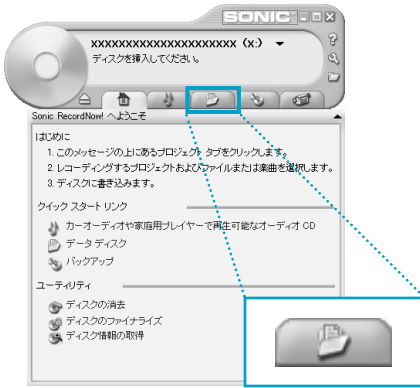 SONIC
xxxxxxxxxxxxxxxxxxxxxxx (x:)
ディスクを挿入してください。
Sonic RecordNow! へようこそ
はじめに
1. このメッセージの上にあるプロジェクト タブをクリックします。
2. レコーディングするプロジェクトおよびファイルまたは楽曲を選択します。
3. ディスクに書き込みます。
クイック スタート リンク
カーオーディオや家庭用プレイヤーで再生可能なオーディオ CD
データ ディスク
バックアップ
ユーティリティ
ディスクの消去
ディスクのファイナライズ
ディスク情報の取得